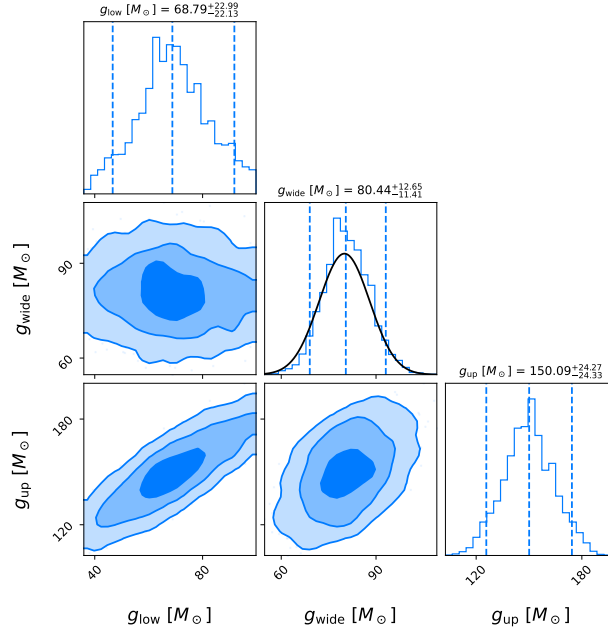 g_low [M_⊙] = 68.79^{+22.99}_{−22.13}
g_wide [M_⊙] = 80.44^{+12.65}_{−11.41}
g_wide [M_⊙]
90
60
g_up [M_⊙] = 150.09^{+24.27}_{−24.33}
g_up [M_⊙]
180
120
40 80 60 90 120 180
g_low [M_⊙] g_wide [M_⊙] g_up [M_⊙]